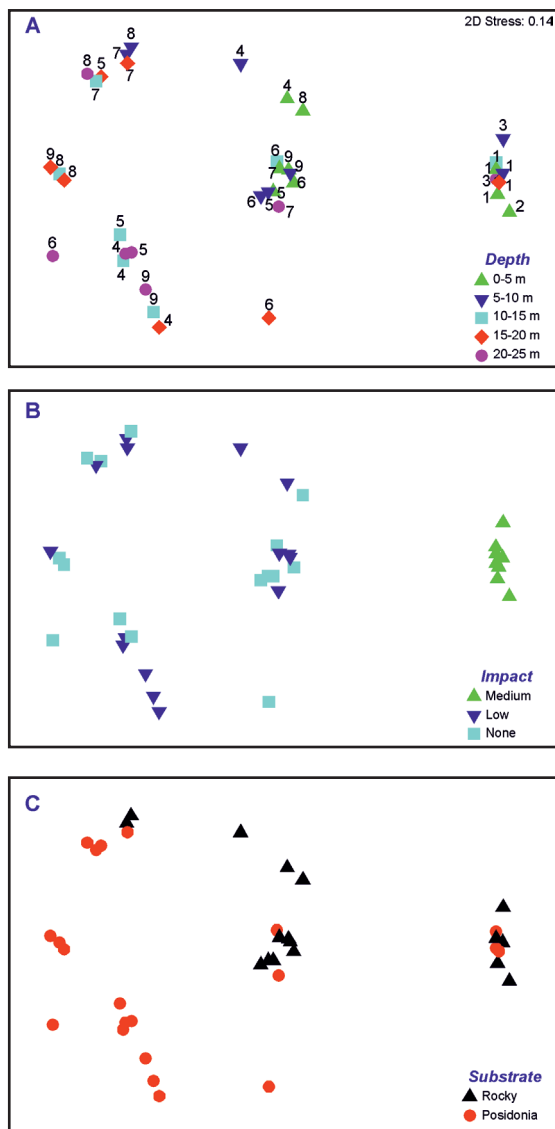 A
2D Stress: 0.14
8
7
4
8 5
7
7
4
8
3
6
9
9
1
1
1
7
6
3
1
1
2
9
8
8
5
6
5
7
5
4
5
6
4
9
9
4
6
Depth
0-5 m
5-10 m
10-15 m
15-20 m
20-25 m
B
Impact
Medium
Low
None
C
Substrate
Rocky
Posidonia